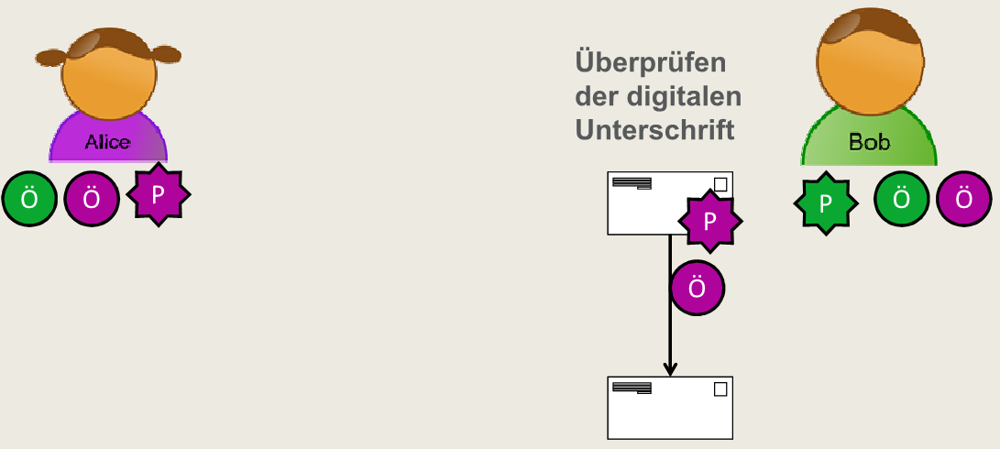 Überprüfen
der digitalen
Unterschrift
Alice
Bob
Ö Ö P
P Ö Ö
P
Ö